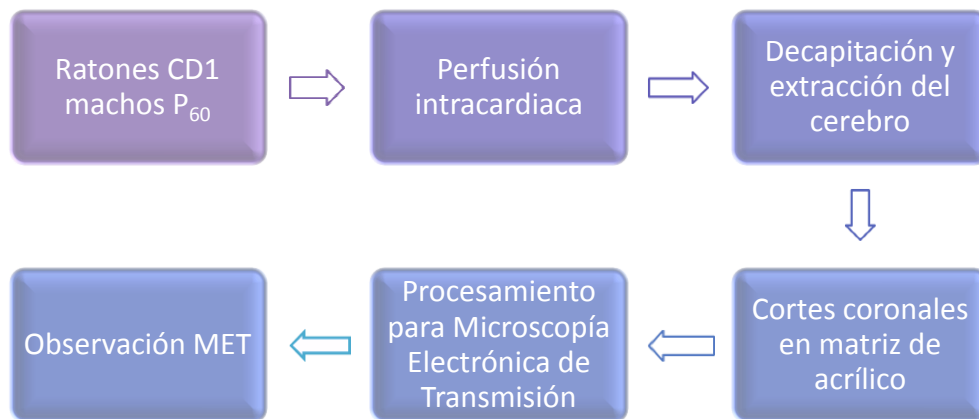 Ratones CD1
machos P₆₀
Perfusión
intracardiaca
Decapitación y
extracción del
cerebro
Cortes coronales
en matriz de
acrílico
Procesamiento
para Microscopía
Electrónica de
Transmisión
Observación MET